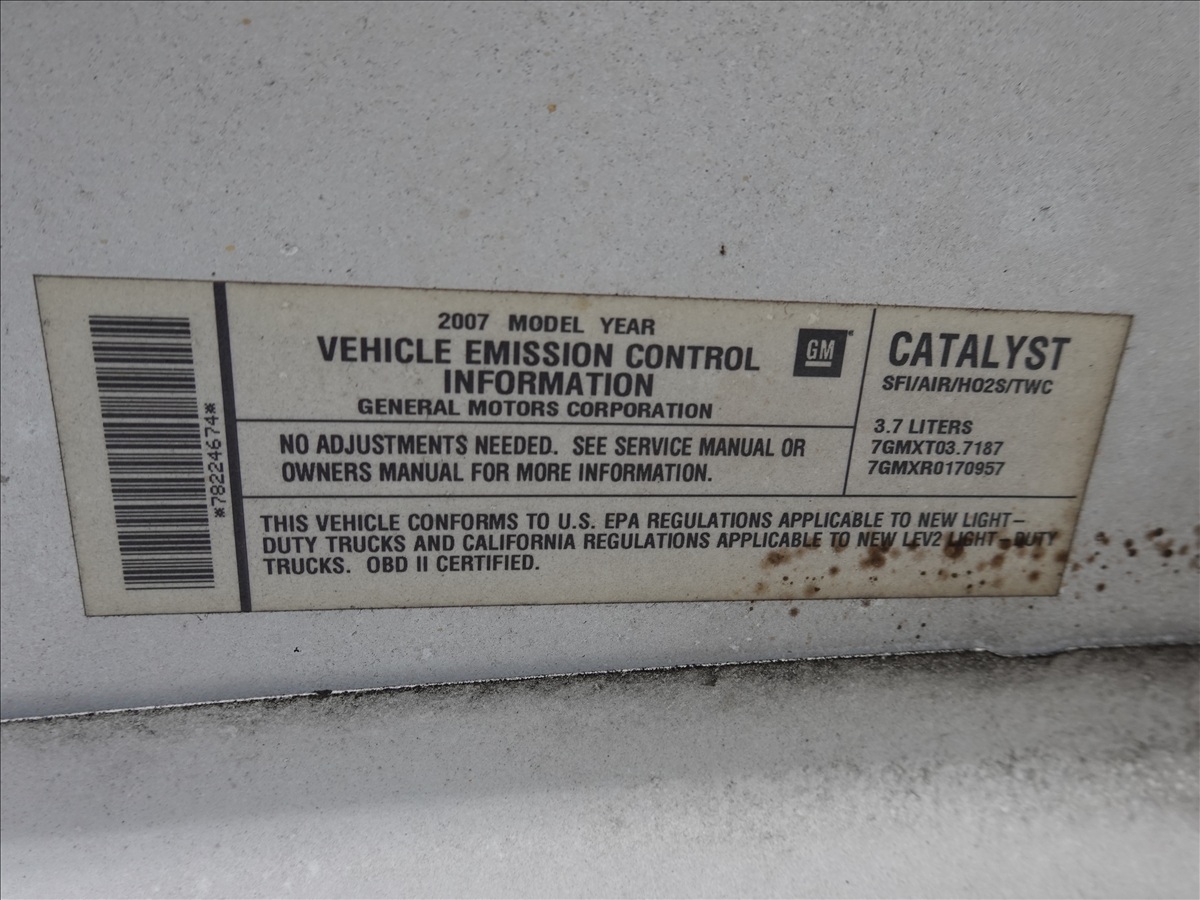 *78224674*
2007 MODEL YEAR
VEHICLE EMISSION CONTROL
INFORMATION
GENERAL MOTORS CORPORATION
GM
NO ADJUSTMENTS NEEDED. SEE SERVICE MANUAL OR
OWNERS MANUAL FOR MORE INFORMATION.
CATALYST
SFI/AIR/HO2S/TWC
3.7 LITERS
7GMXT03.7187
7GMXR0170957
THIS VEHICLE CONFORMS TO U.S. EPA REGULATIONS APPLICABLE TO NEW LIGHT-
DUTY TRUCKS AND CALIFORNIA REGULATIONS APPLICABLE TO NEW LEV2 LIGHT-DUTY
TRUCKS. OBD II CERTIFIED.